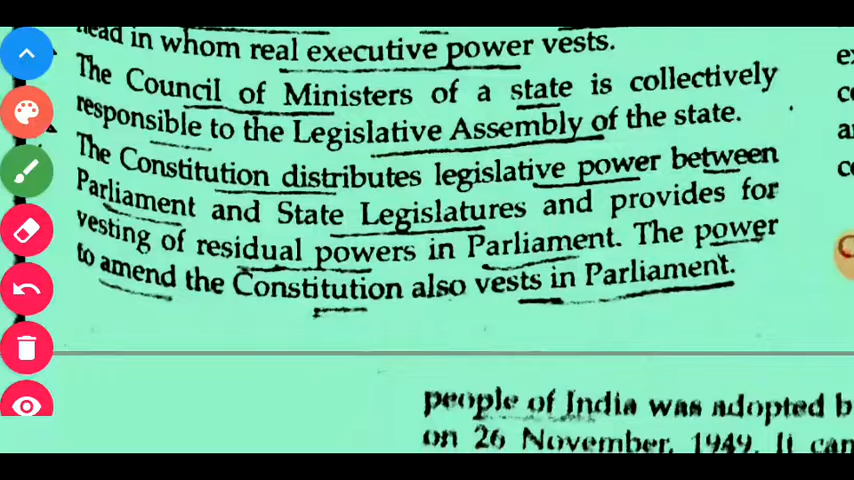 head in whom real executive power vests.
The Council of Ministers of a state is collectively
responsible to the Legislative Assembly of the state.
The Constitution distributes legislative power between
Parliament and State Legislatures and provides for
vesting of residual powers in Parliament. The power
to amend the Constitution also vests in Parliament.
people of India was adopted b
on 26 November, 1949. It can